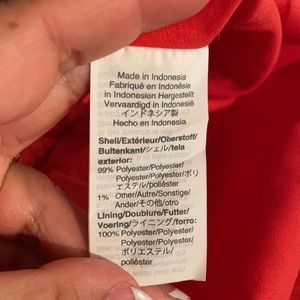 Made in Indonesia
Fabriqué en Indonésie
in Indonesien Hergestellt
Vervaardigd in Indonesië
インドネシア製
Hecho en Indonesia
Shell/Extérieur/Oberstoff/
Buitenkant/シェル/tela
exterior:
99% Polyester/Polyester/
Polyester/Polyester/ポリ
エステル/poliéster
1% Other/Autre/Sonstige/
Ander/その他/otro
Lining/Doublure/Futter/
Voering/ライニング/forro:
100% Polyester/Polyester/
Polyester/Polyester/
ポリエステル/
poliéster